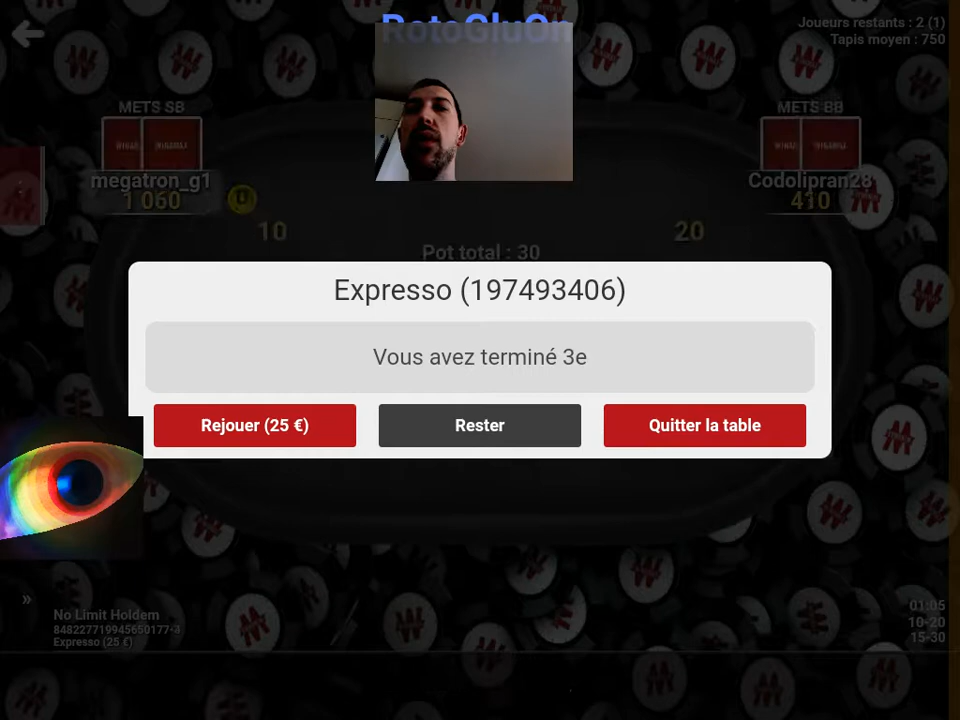 RotoGluOn
Joueurs restants : 2 (1)
Tapis moyen : 750
METS SB
METS BB
megatron_g1
1 060
Codolipran28
410
10
20
Pot total : 30
Expresso (197493406)
Vous avez terminé 3e
Rejouer (25 €)
Rester
Quitter la table
»
No Limit Holdem
848227719945650177-3
Expresso (25 €)
01:05
10-20
15-30